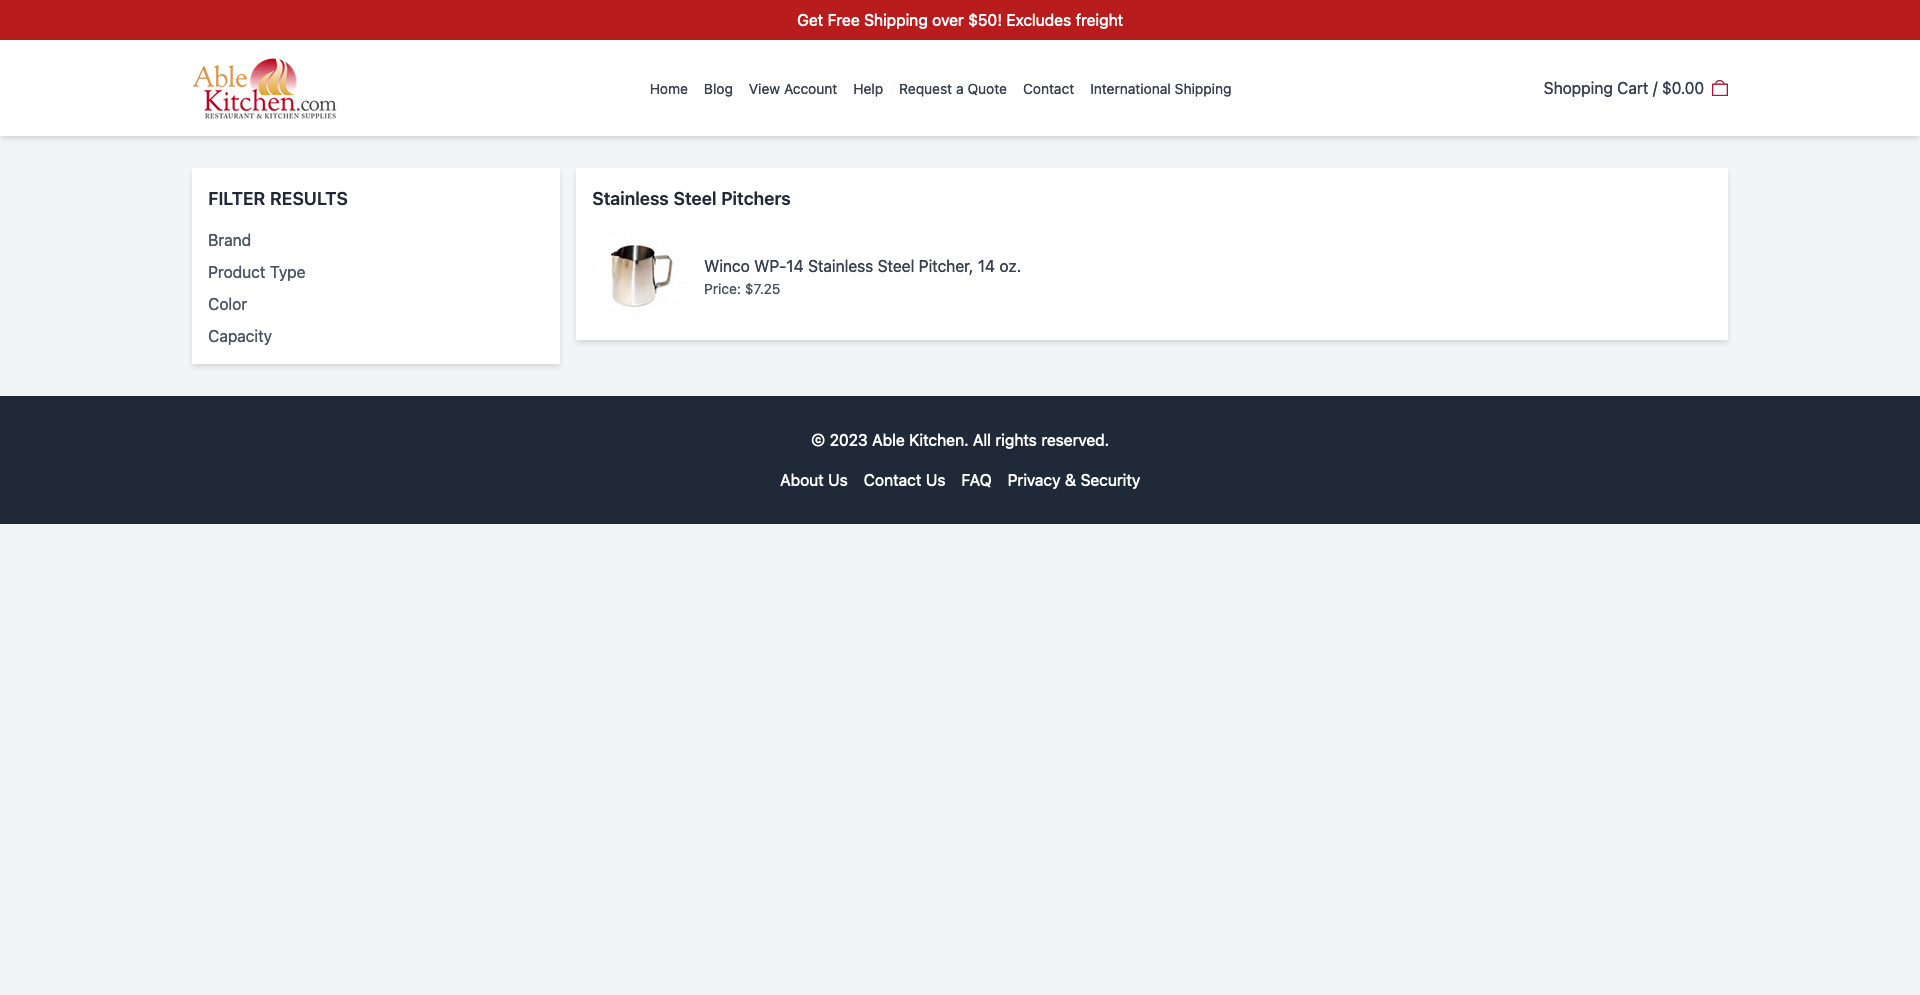 Get Free Shipping over $50! Excludes freight
Able
Kitchen.com
RESTAURANT & KITCHEN SUPPLIES
Home Blog View Account Help Request a Quote Contact International Shipping
Shopping Cart / $0.00
FILTER RESULTS
Brand
Product Type
Color
Capacity
Stainless Steel Pitchers
Winco WP-14 Stainless Steel Pitcher, 14 oz.
Price: $7.25
© 2023 Able Kitchen. All rights reserved.
About Us Contact Us FAQ Privacy & Security